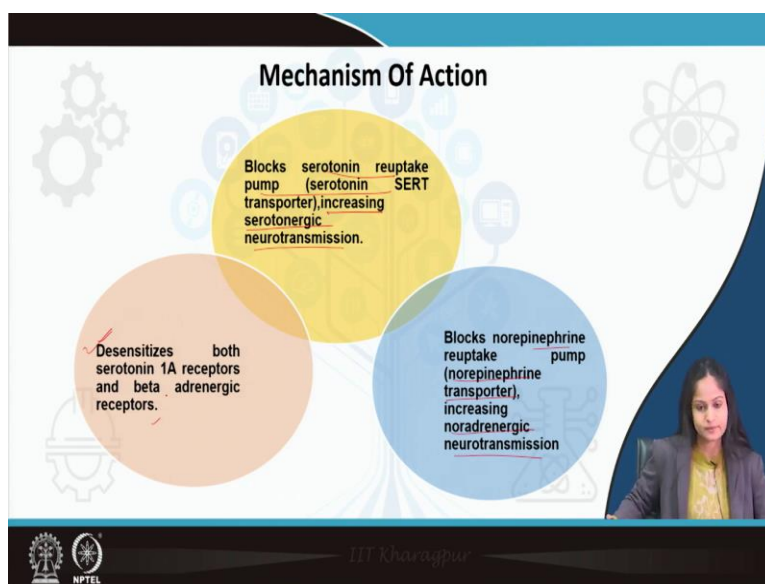 Mechanism Of Action
Blocks serotonin reuptake
pump (serotonin SERT
transporter),increasing
serotonergic
neurotransmission.
Desensitizes both
serotonin 1A receptors
and beta adrenergic
receptors.
Blocks norepinephrine
reuptake pump
(norepinephrine
transporter),
increasing
noradrenergic
neurotransmission
IIT Kharagpur
NPTEL